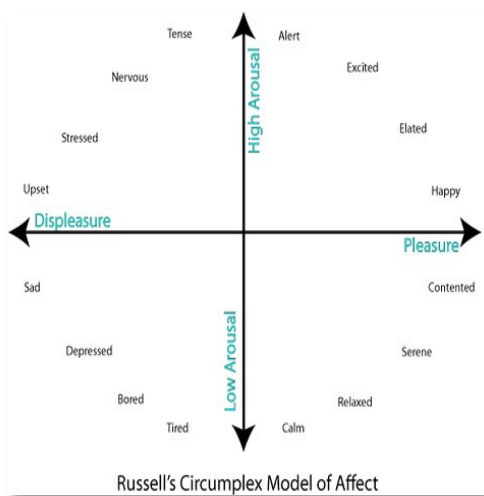 Tense
Alert
Excited
Nervous
High Arousal
Elated
Stressed
Upset
Happy
Displeasure
Pleasure
Sad
Contented
Depressed
Serene
Low Arousal
Bored
Relaxed
Tired
Calm
Russell's Circumplex Model of Affect